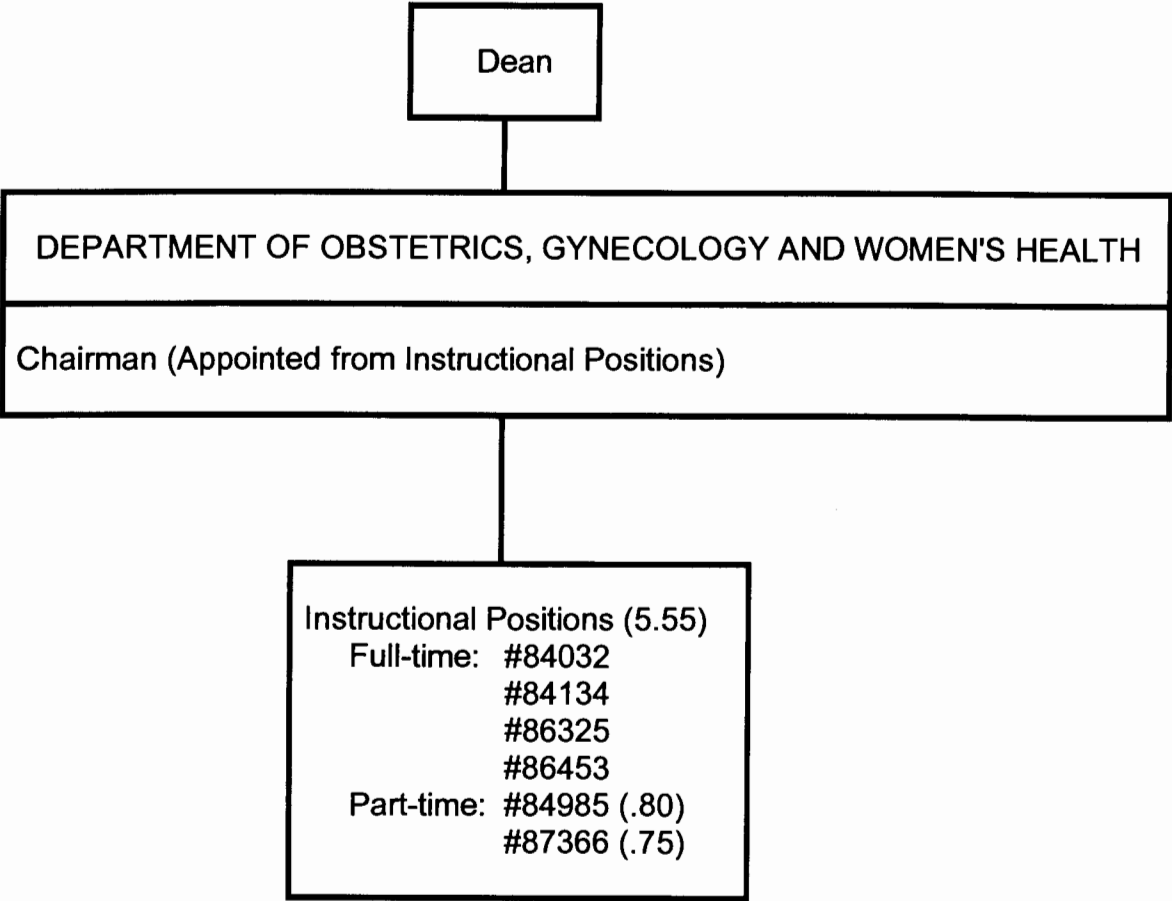 Dean
DEPARTMENT OF OBSTETRICS, GYNECOLOGY AND WOMEN'S HEALTH
Chairman (Appointed from Instructional Positions)
Instructional Positions (5.55)
Full-time: #84032
#84134
#86325
#86453
Part-time: #84985 (.80)
#87366 (.75)